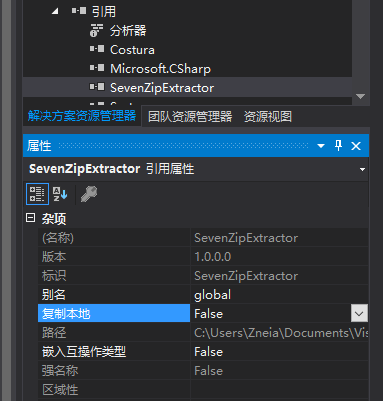 引用
分析器
Costura
Microsoft.CSharp
SevenZipExtractor
解决方案资源管理器 团队资源管理器 资源视图
属性
SevenZipExtractor 引用属性
杂项
(名称) SevenZipExtractor
版本 1.0.0.0
标识 SevenZipExtractor
别名 global
复制本地 False
路径 C:\Users\Zneia\Documents\Vis
嵌入互操作类型 False
强名称 False
区域性